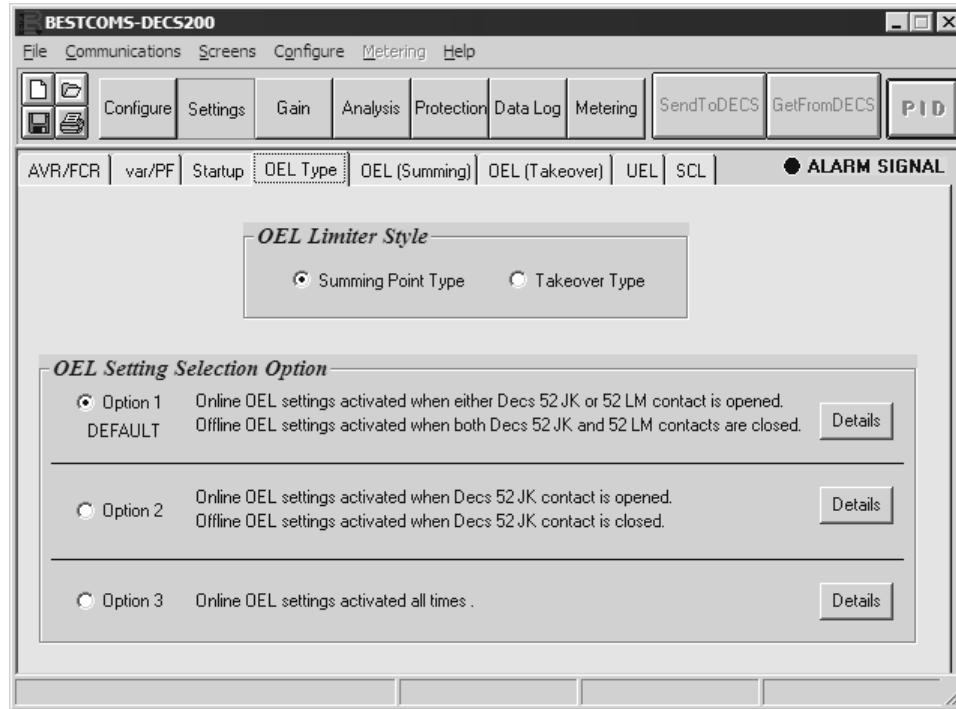 BESTCOMS-DECS200
File Communications Screens Configure Metering Help
Configure Settings Gain Analysis Protection Data Log Metering SendToDECS GetFromDECS PID
AVR/FCR var/PF Startup OEL Type OEL (Summing) OEL (Takeover) UEL SCL ALARM SIGNAL
OEL Limiter Style
Summing Point Type Takeover Type
OEL Setting Selection Option
Option 1 Online OEL settings activated when either Decs 52 JK or 52 LM contact is opened.
DEFAULT Offline OEL settings activated when both Decs 52 JK and 52 LM contacts are closed. Details
Option 2 Online OEL settings activated when Decs 52 JK contact is opened.
Offline OEL settings activated when Decs 52 JK contact is closed. Details
Option 3 Online OEL settings activated all times . Details